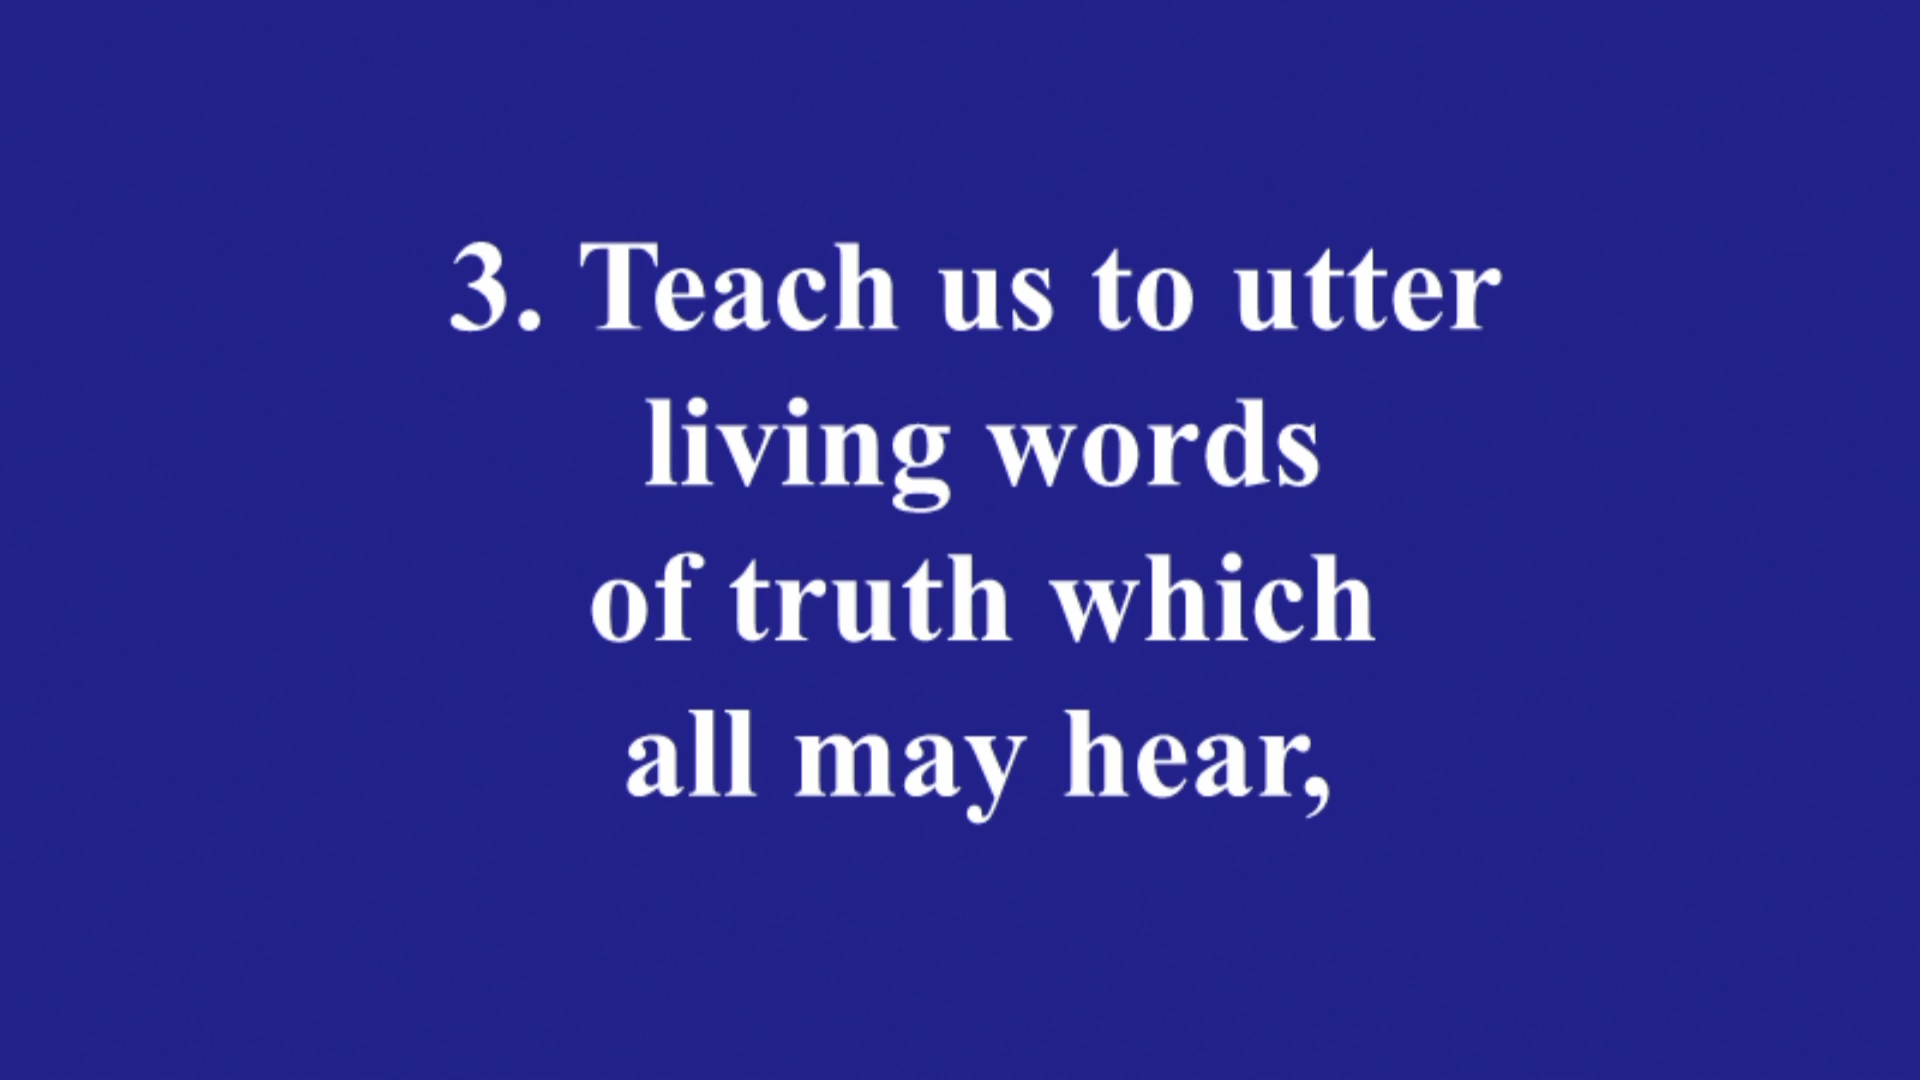 3. Teach us to utter
living words
of truth which
all may hear,